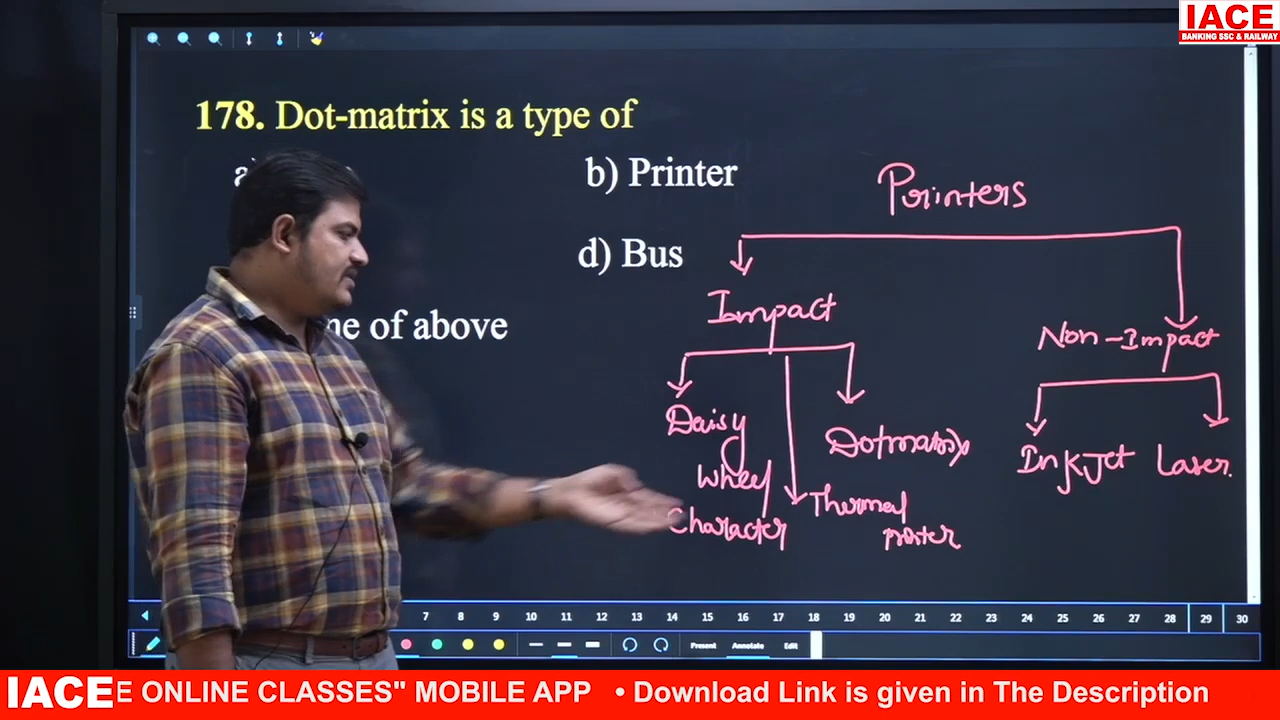 IACE
BANKING SSC & RAILWAY
178. Dot-matrix is a type of
b) Printer
d) Bus
of above
Printers
Impact
Non-Impact
Daisy
Wheel
Character
Thermal
printer
Dotmatrix
InkJet
Laser.
7 8 9 10 11 12 13 14 15 16 17 18 19 20 21 22 23 24 25 26 27 28 29 30
Present Annotate Edit
IACE E ONLINE CLASSES" MOBILE APP • Download Link is given in The Description